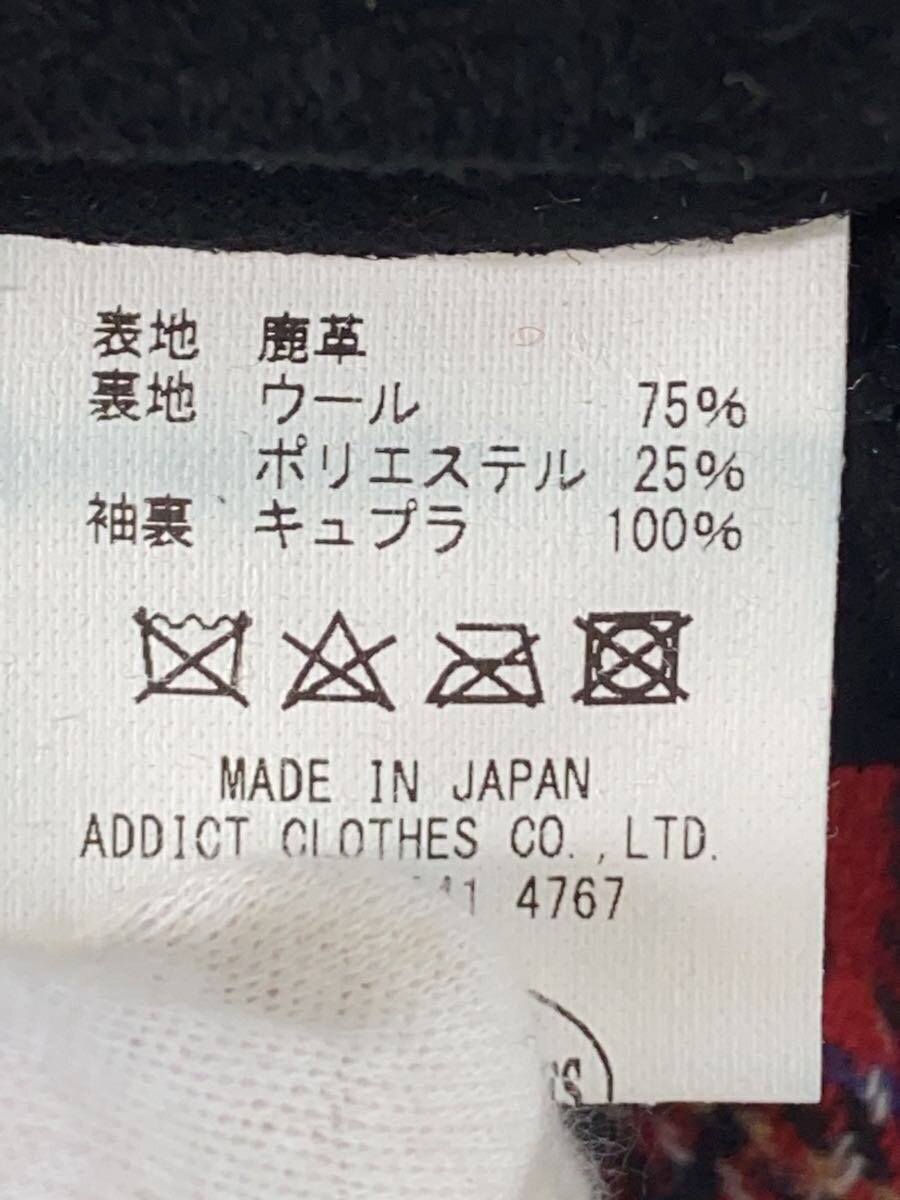 表地 鹿革
裏地 ウール 75%
ポリエステル 25%
袖裏 キュプラ 100%
MADE IN JAPAN
ADDICT CLOTHES CO.,LTD.
4767